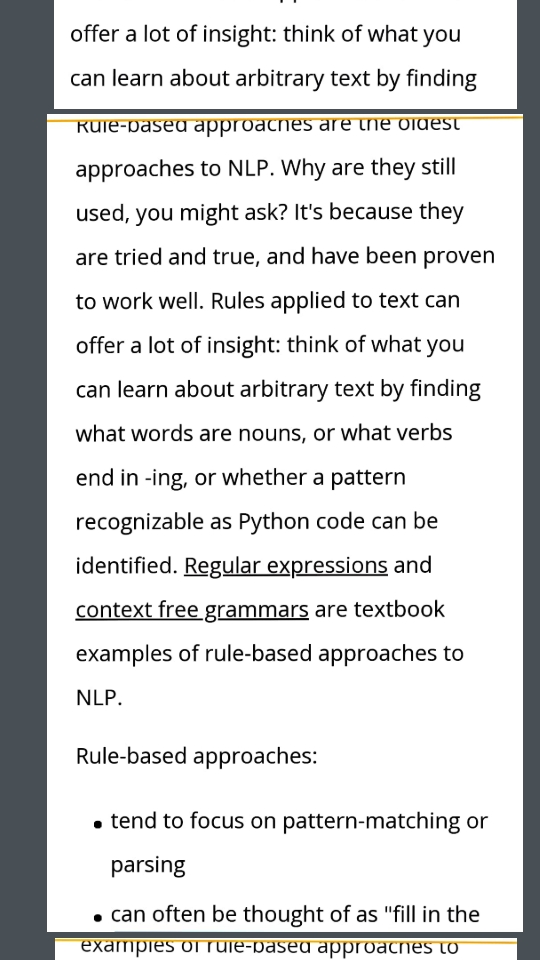 offer a lot of insight: think of what you
can learn about arbitrary text by finding
Rule-based approaches are the oldest
approaches to NLP. Why are they still
used, you might ask? It's because they
are tried and true, and have been proven
to work well. Rules applied to text can
offer a lot of insight: think of what you
can learn about arbitrary text by finding
what words are nouns, or what verbs
end in -ing, or whether a pattern
recognizable as Python code can be
identified. Regular expressions and
context free grammars are textbook
examples of rule-based approaches to
NLP.
Rule-based approaches:
• tend to focus on pattern-matching or
parsing
• can often be thought of as "fill in the
examples of rule-based approaches to